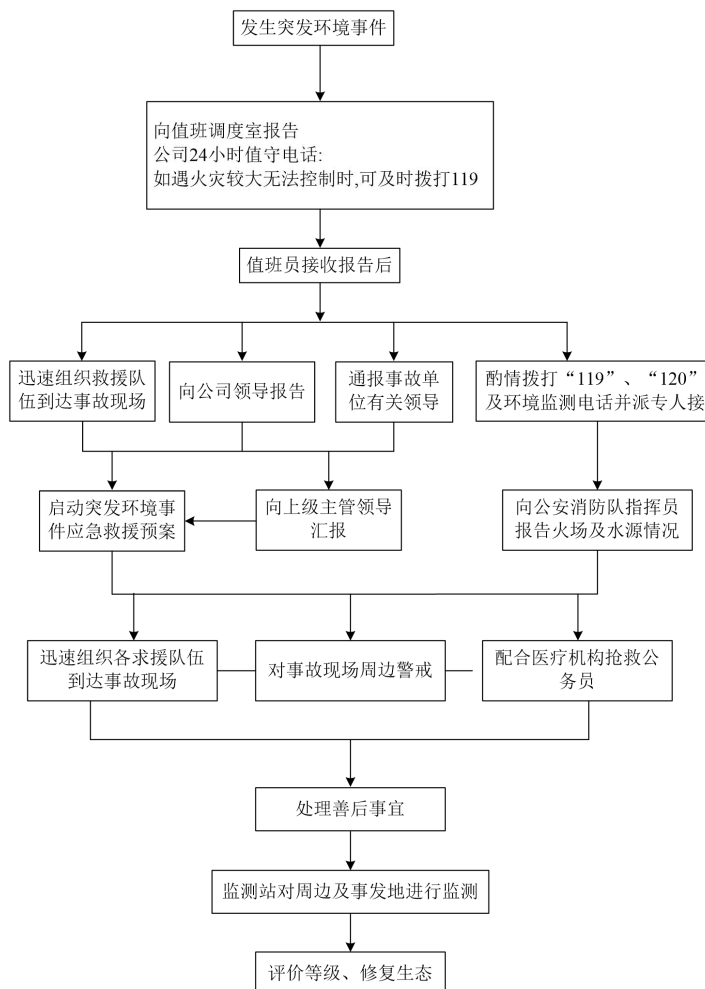 发生突发环境事件
向值班调度室报告
公司24小时值守电话:
如遇火灾较大无法控制时,可及时拨打119
值班员接收报告后
迅速组织救援队
伍到达事故现场
向公司领导报告
通报事故单
位有关领导
酌情拨打“119”、“120”
及环境监测电话并派专人接
启动突发环境事
件应急救援预案
向上级主管领导
汇报
向公安消防队指挥员
报告火场及水源情况
迅速组织各求援队伍
到达事故现场
对事故现场周边警戒
配合医疗机构抢救公
务员
处理善后事宜
监测站对周边及事发地进行监测
评价等级、修复生态